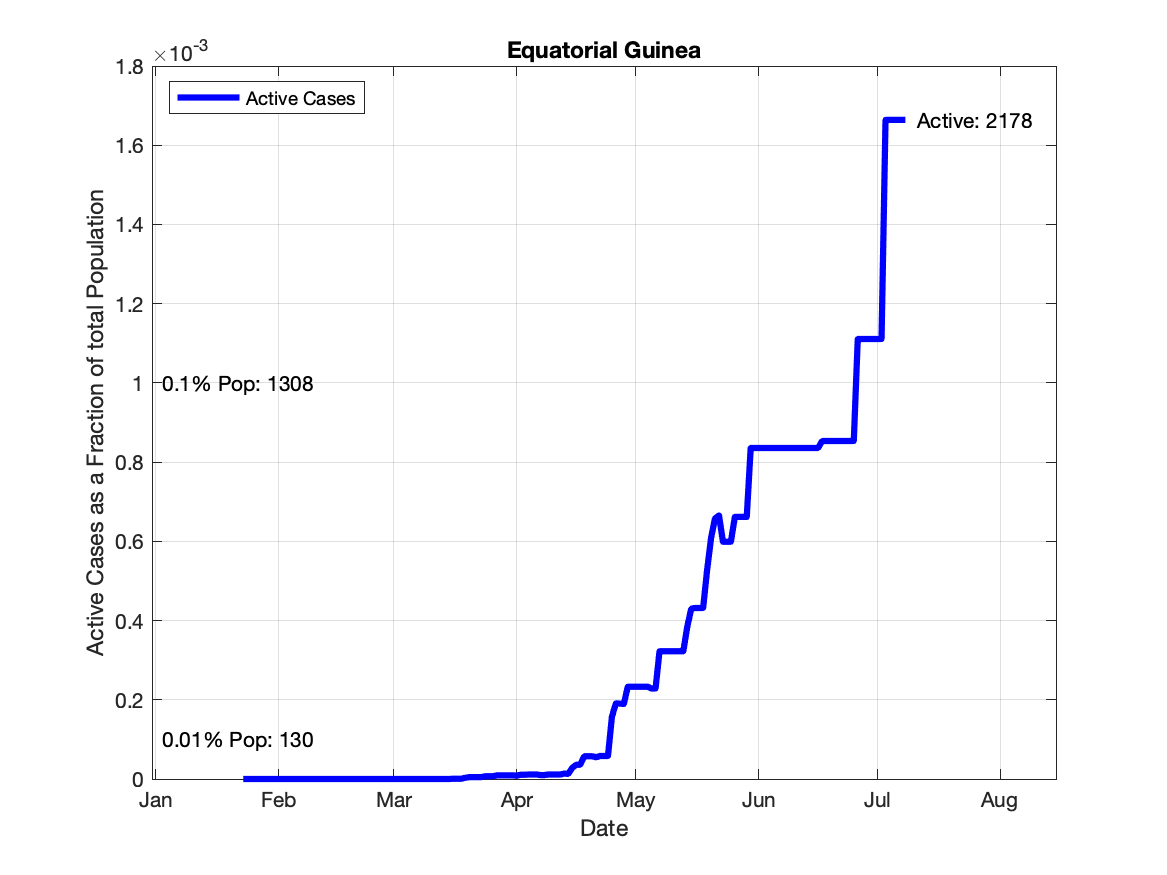 Equatorial Guinea
×10-3
Active Cases
Active: 2178
1.8
1.6
1.4
1.2
1
0.8
0.6
0.4
0.2
0
0.1% Pop: 1308
0.01% Pop: 130
Active Cases as a Fraction of total Population
Jan Feb Mar Apr May Jun Jul Aug
Date